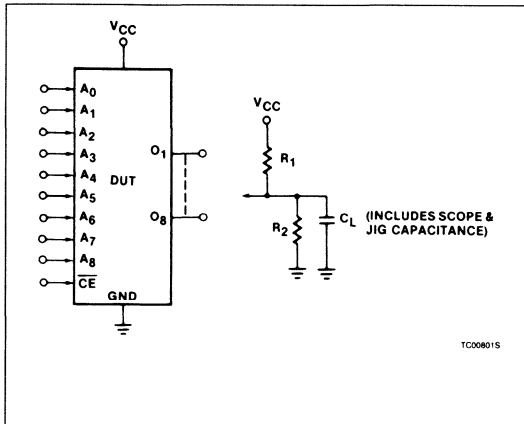 VCC
A0
A1
A2
A3
A4
A5
A6
A7
A8
CE
DUT
O1
O8
GND
VCC
R1
R2
CL (INCLUDES SCOPE &
JIG CAPACITANCE)
TC00801S